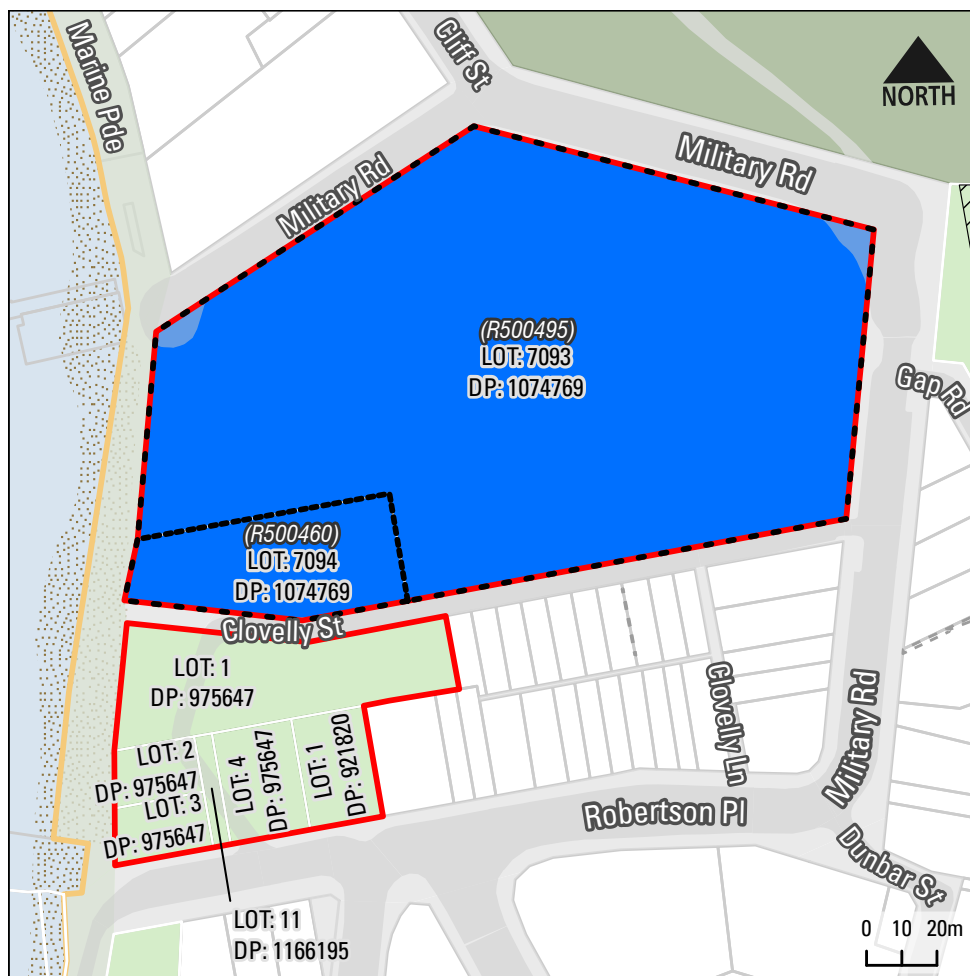 Marine Pde
Cliff St
NORTH
Military Rd
Military Rd
(R500495)
LOT: 7093
DP: 1074769
Gap Rd
(R500460)
LOT: 7094
DP: 1074769
Clovelly St
LOT: 1
DP: 975647
LOT: 2
DP: 975647
LOT: 3
DP: 975647
LOT: 4
DP: 975647
LOT: 1
DP: 921820
Clovelly Ln
Military Rd
Robertson Pl
Dunbar St
LOT: 11
DP: 1166195
0 10 20m